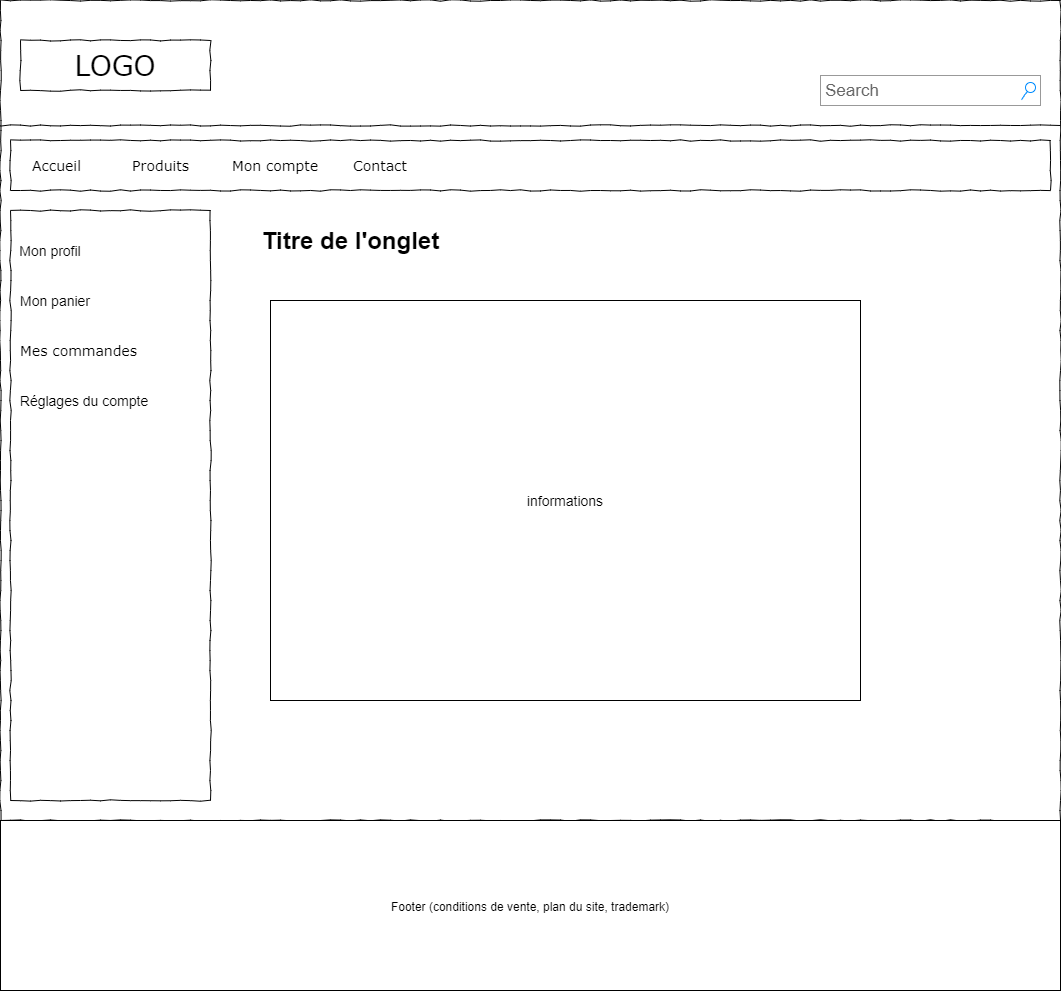 LOGO
Search
Accueil Produits Mon compte Contact
Titre de l'onglet
Mon profil
Mon panier
Mes commandes
Réglages du compte
informations
Footer (conditions de vente, plan du site, trademark)